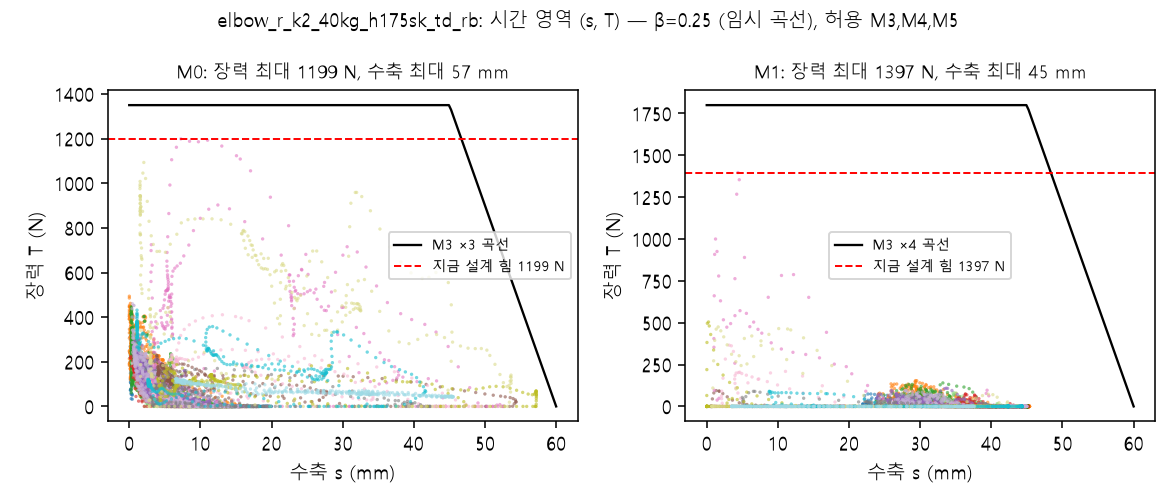 elbow_r_k2_40kg_h175sk_td_rb: 시간 영역 (s, T) — β=0.25 (임시 곡선), 허용 M3,M4,M5
M0: 장력 최대 1199 N, 수축 최대 57 mm
1400
1200
1000
800
600
400
200
0
장력 T (N)
M3 ×3 곡선
지금 설계 힘 1199 N
0 10 20 30 40 50 60
수축 s (mm)
M1: 장력 최대 1397 N, 수축 최대 45 mm
1750
1500
1250
1000
750
500
250
0
장력 T (N)
M3 ×4 곡선
지금 설계 힘 1397 N
0 10 20 30 40 50 60
수축 s (mm)